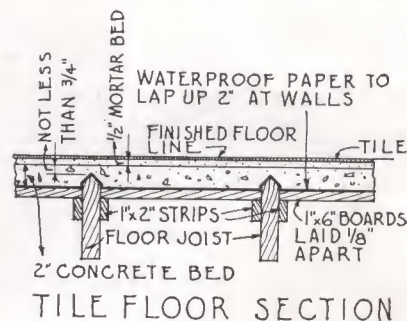 NOT LESS
THAN 3/4"
1/2" MORTAR BED
WATERPROOF PAPER TO
LAP UP 2" AT WALLS
FINISHED FLOOR
LINE
TILE
1"x2" STRIPS
1"x6" BOARDS
LAID 1/8"
APART
FLOOR JOIST
2" CONCRETE BED
TILE FLOOR SECTION